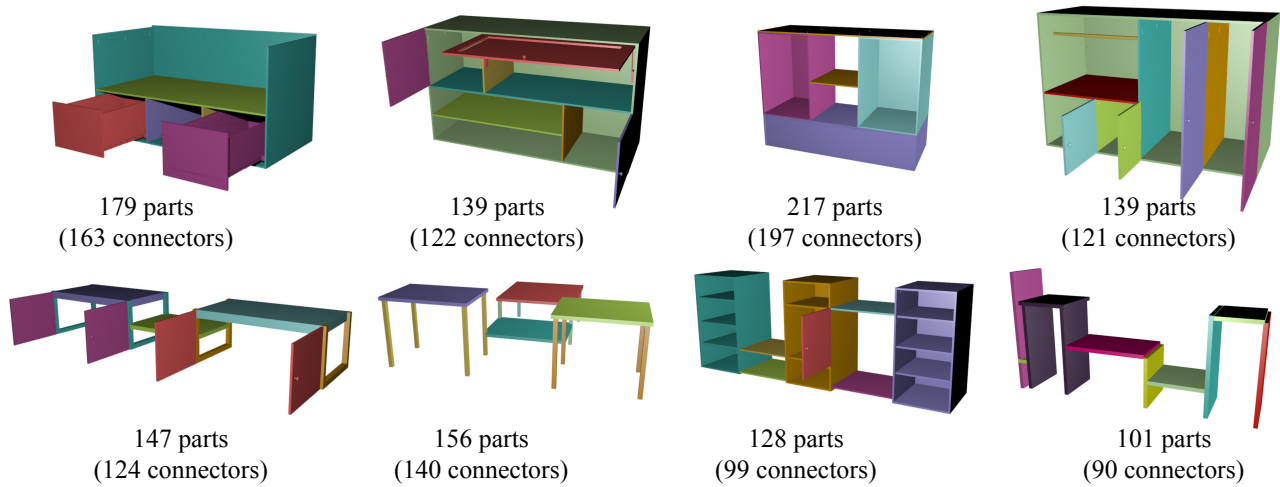 179 parts
(163 connectors)
139 parts
(122 connectors)
217 parts
(197 connectors)
139 parts
(121 connectors)
147 parts
(124 connectors)
156 parts
(140 connectors)
128 parts
(99 connectors)
101 parts
(90 connectors)